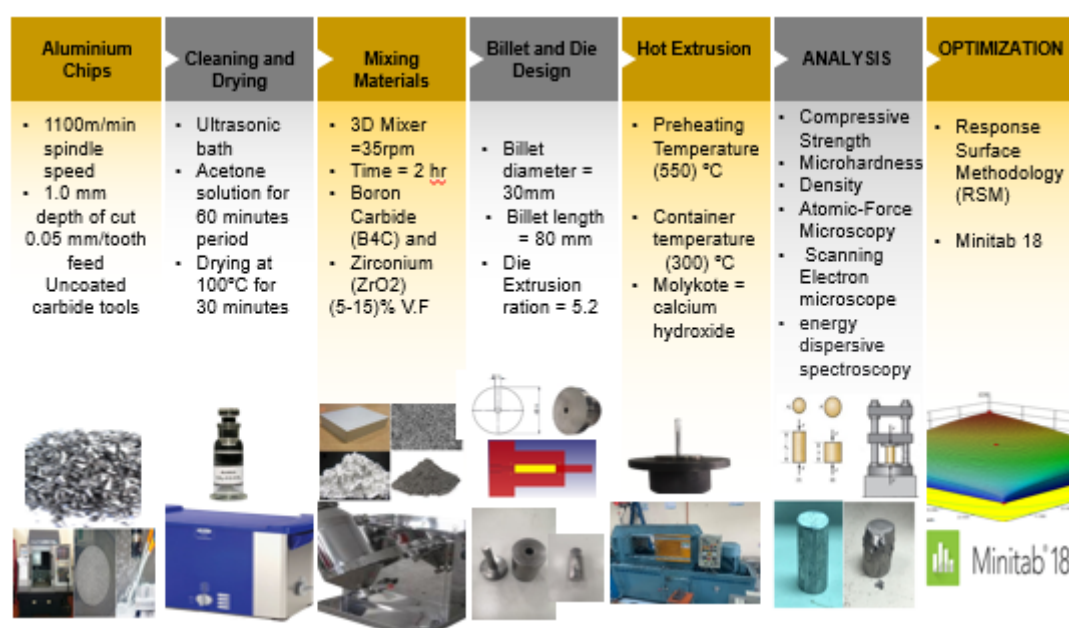 Aluminium
Chips
Cleaning and
Drying
Mixing
Materials
Billet and Die
Design
Hot Extrusion
ANALYSIS
OPTIMIZATION
▪ 1100m/min
spindle
speed
▪ 1.0 mm
depth of cut
0.05 mm/tooth
feed
Uncoated
carbide tools
▪ Ultrasonic
bath
▪ Acetone
solution for
60 minutes
period
▪ Drying at
100°C for
30 minutes
▪ 3D Mixer
=35rpm
▪ Time = 2 hr
▪ Boron
Carbide
(B4C) and
▪ Zirconium
(ZrO2)
(5-15)% V.F
▪ Billet
diameter =
30mm
▪ Billet length
= 80 mm
▪ Die
Extrusion
ration = 5.2
▪ Preheating
Temperature
(550) ºC
▪ Container
temperature
(300) ºC
▪ Molykote =
calcium
hydroxide
▪ Compressive
Strength
▪ Microhardness
▪ Density
▪ Atomic-Force
Microscopy
▪ Scanning
Electron
microscope
▪ energy
dispersive
spectroscopy
▪ Response
Surface
Methodology
(RSM)
▪ Minitab 18
Minitab 18